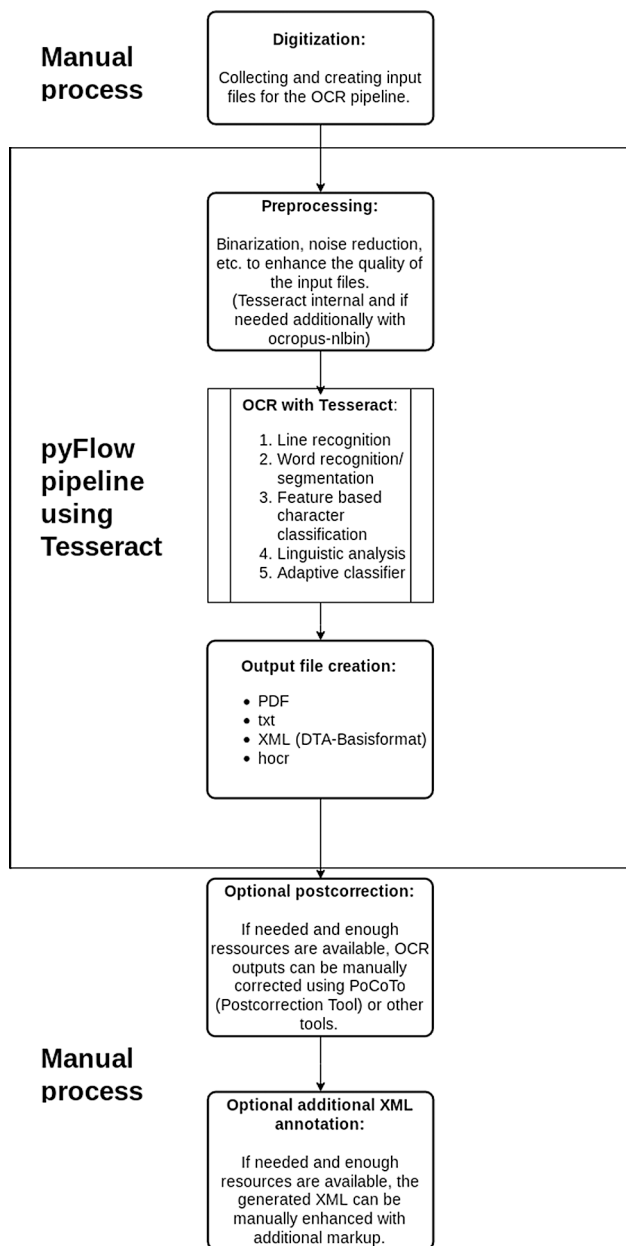 Manual
process
Digitization:
Collecting and creating input
files for the OCR pipeline.
Preprocessing:
Binarization, noise reduction,
etc. to enhance the quality of
the input files.
(Tesseract internal and if
needed additionally with
ocropus-nlbin)
pyFlow
pipeline
using
Tesseract
OCR with Tesseract:
1. Line recognition
2. Word recognition/
segmentation
3. Feature based
character
classification
4. Linguistic analysis
5. Adaptive classifier
Output file creation:
• PDF
• txt
• XML (DTA-Basisformat)
• hocr
Optional postcorrection:
If needed and enough
ressources are available, OCR
outputs can be manually
corrected using PoCoTo
(Postcorrection Tool) or other
tools.
Manual
process
Optional additional XML
annotation:
If needed and enough
resources are available, the
generated XML can be
manually enhanced with
additional markup.